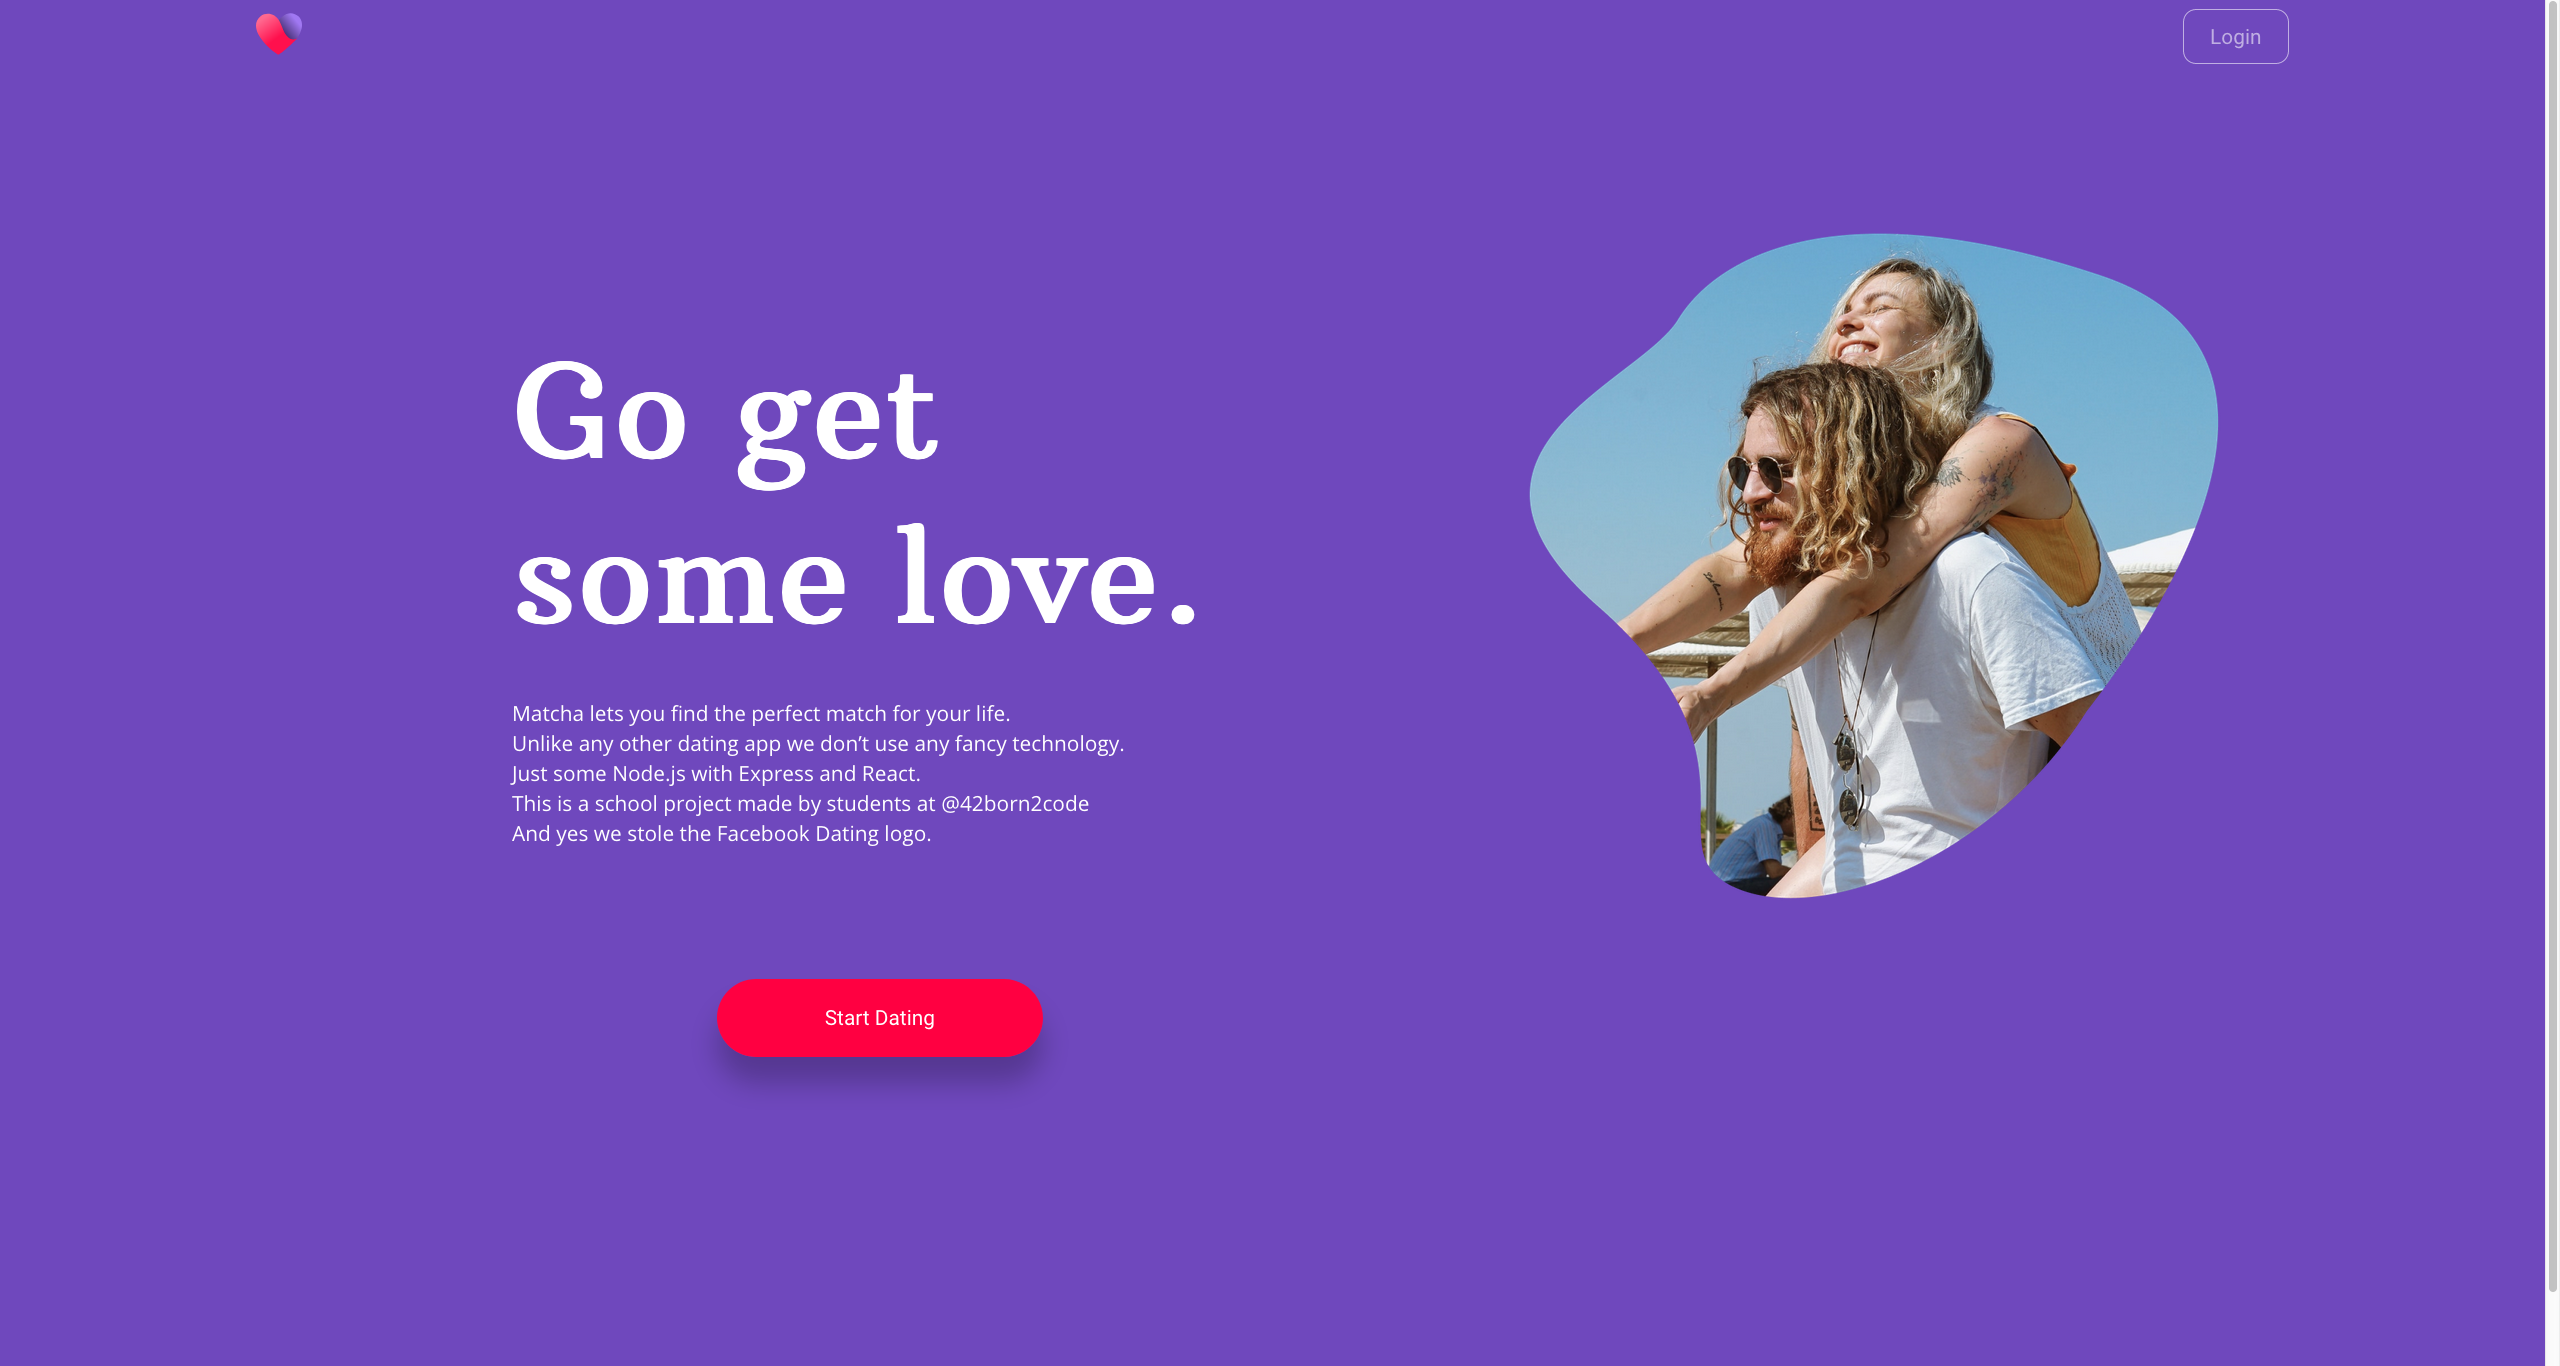 Login
Go get
some love.
Matcha lets you find the perfect match for your life.
Unlike any other dating app we don’t use any fancy technology.
Just some Node.js with Express and React.
This is a school project made by students at @42born2code
And yes we stole the Facebook Dating logo.
Start Dating